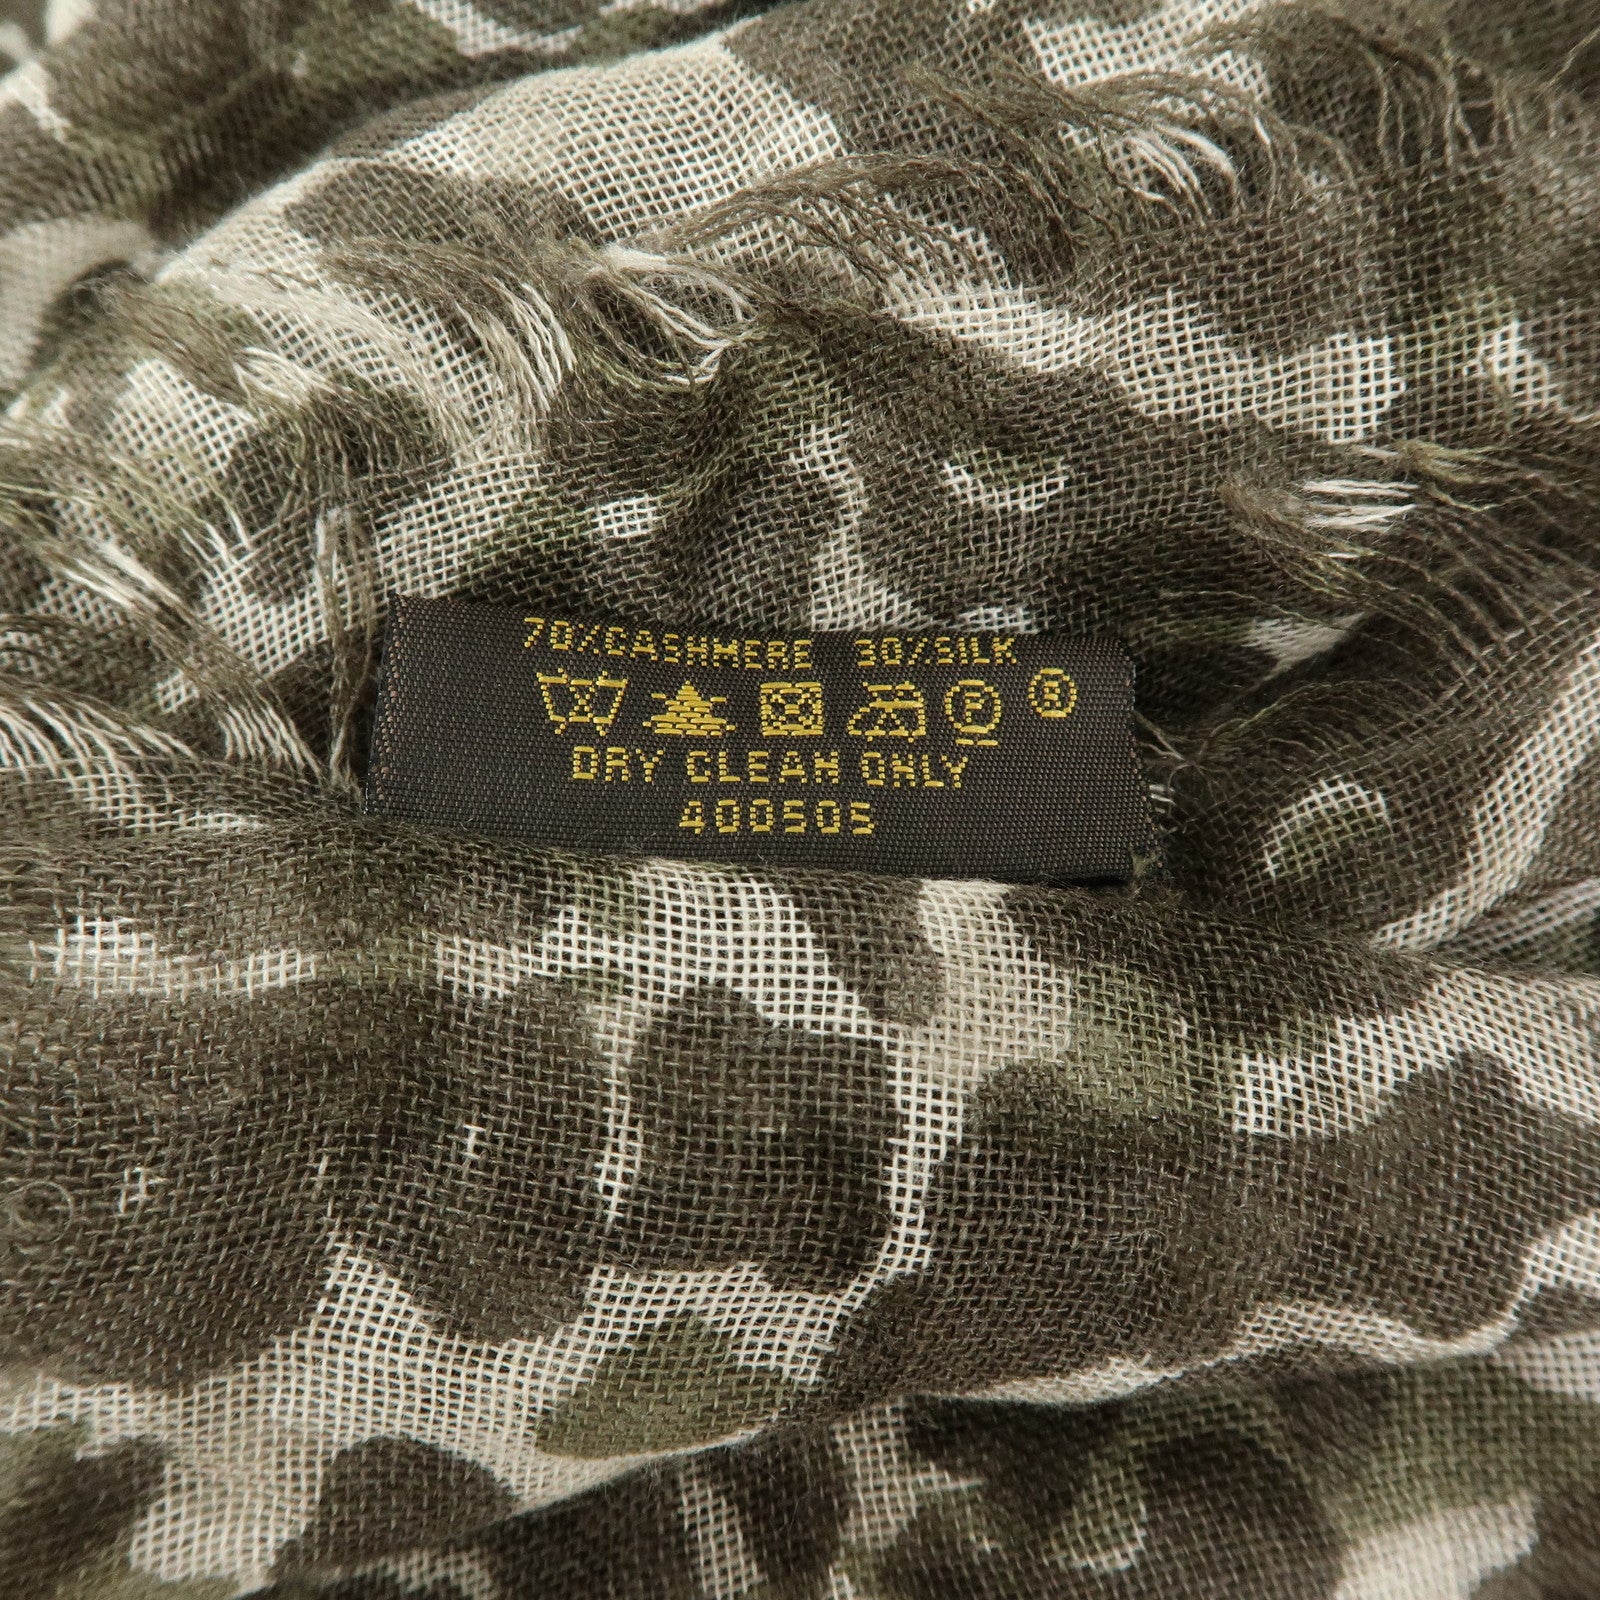 70%CASHMERE 30%SILK
F R
DRY CLEAN ONLY
400505